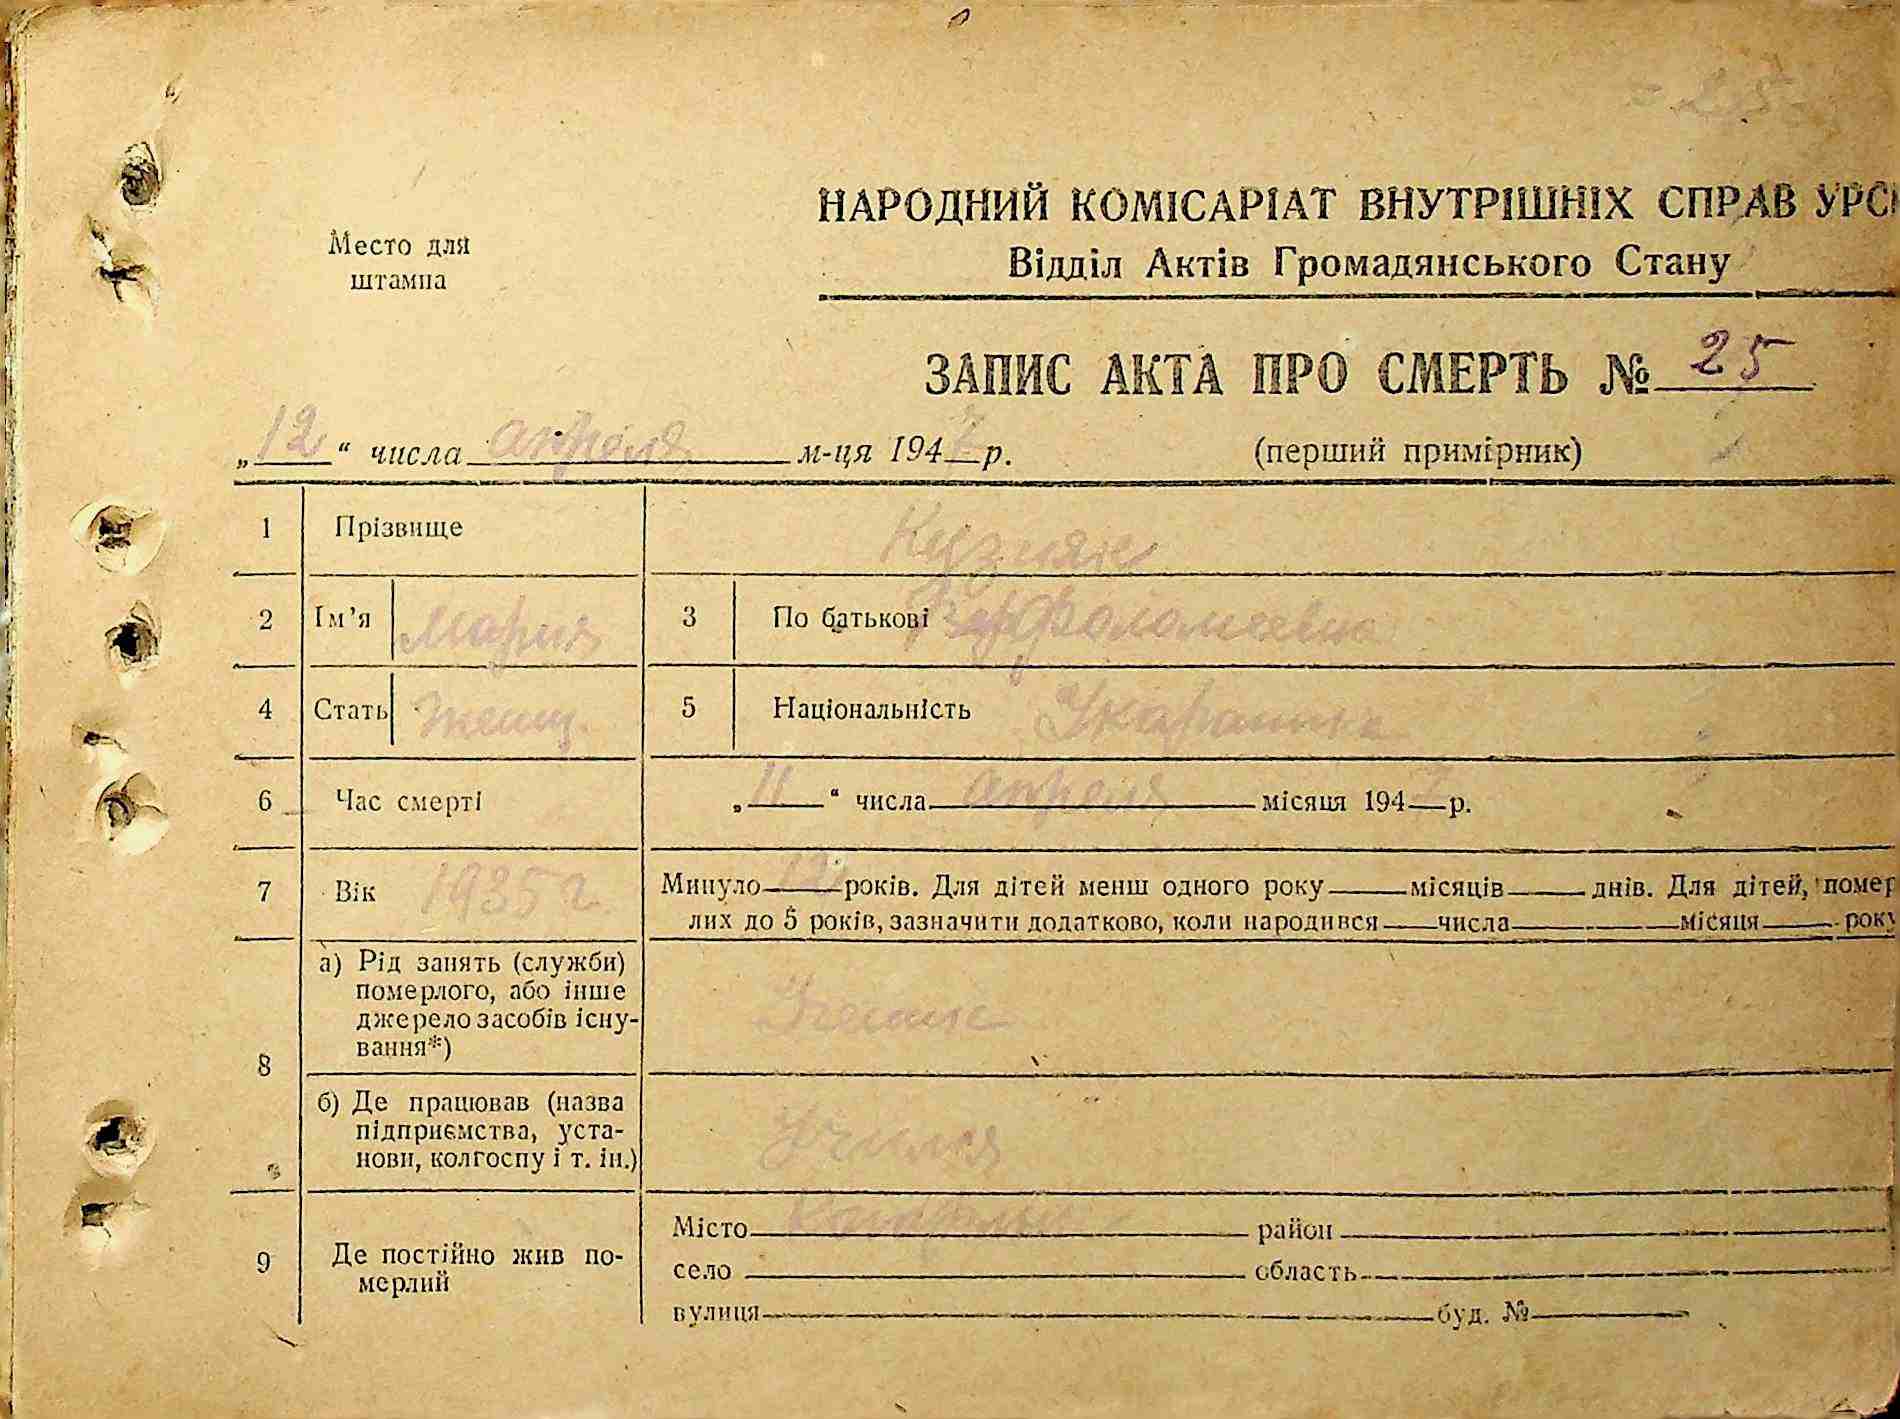 НАРОДНИЙ КОМІСАРІАТ ВНУТРІШНІХ СПРАВ УРСР
Відділ Актів Громадянського Стану
Место для
штампа
ЗАПИС АКТА ПРО СМЕРТЬ № 25
„12“ числа апреля м-ця 1947 р. (перший примірник)
1 Прізвище Кузняк
2 Ім'я Мария 3 По батькові Варфоломеевна
4 Стать женщ. 5 Національність Украинка
6 Час смерті „11“ числа апреля місяця 1947 р.
7 Вік 1935 г. Минуло 12 років. Для дітей менш одного року — місяців — днів. Для дітей, помер
лих до 5 років, зазначити додатково, коли народився — числа — місяця — року
8 а) Рід занять (служби)
померлого, або інше
джерело засобів існу-
вання*)
б) Де працював (назва
підприємства, уста-
нови, колгоспу і т. ін.)
9 Де постійно жив по-
мерлий
Місто район
село область
вулиця буд. №